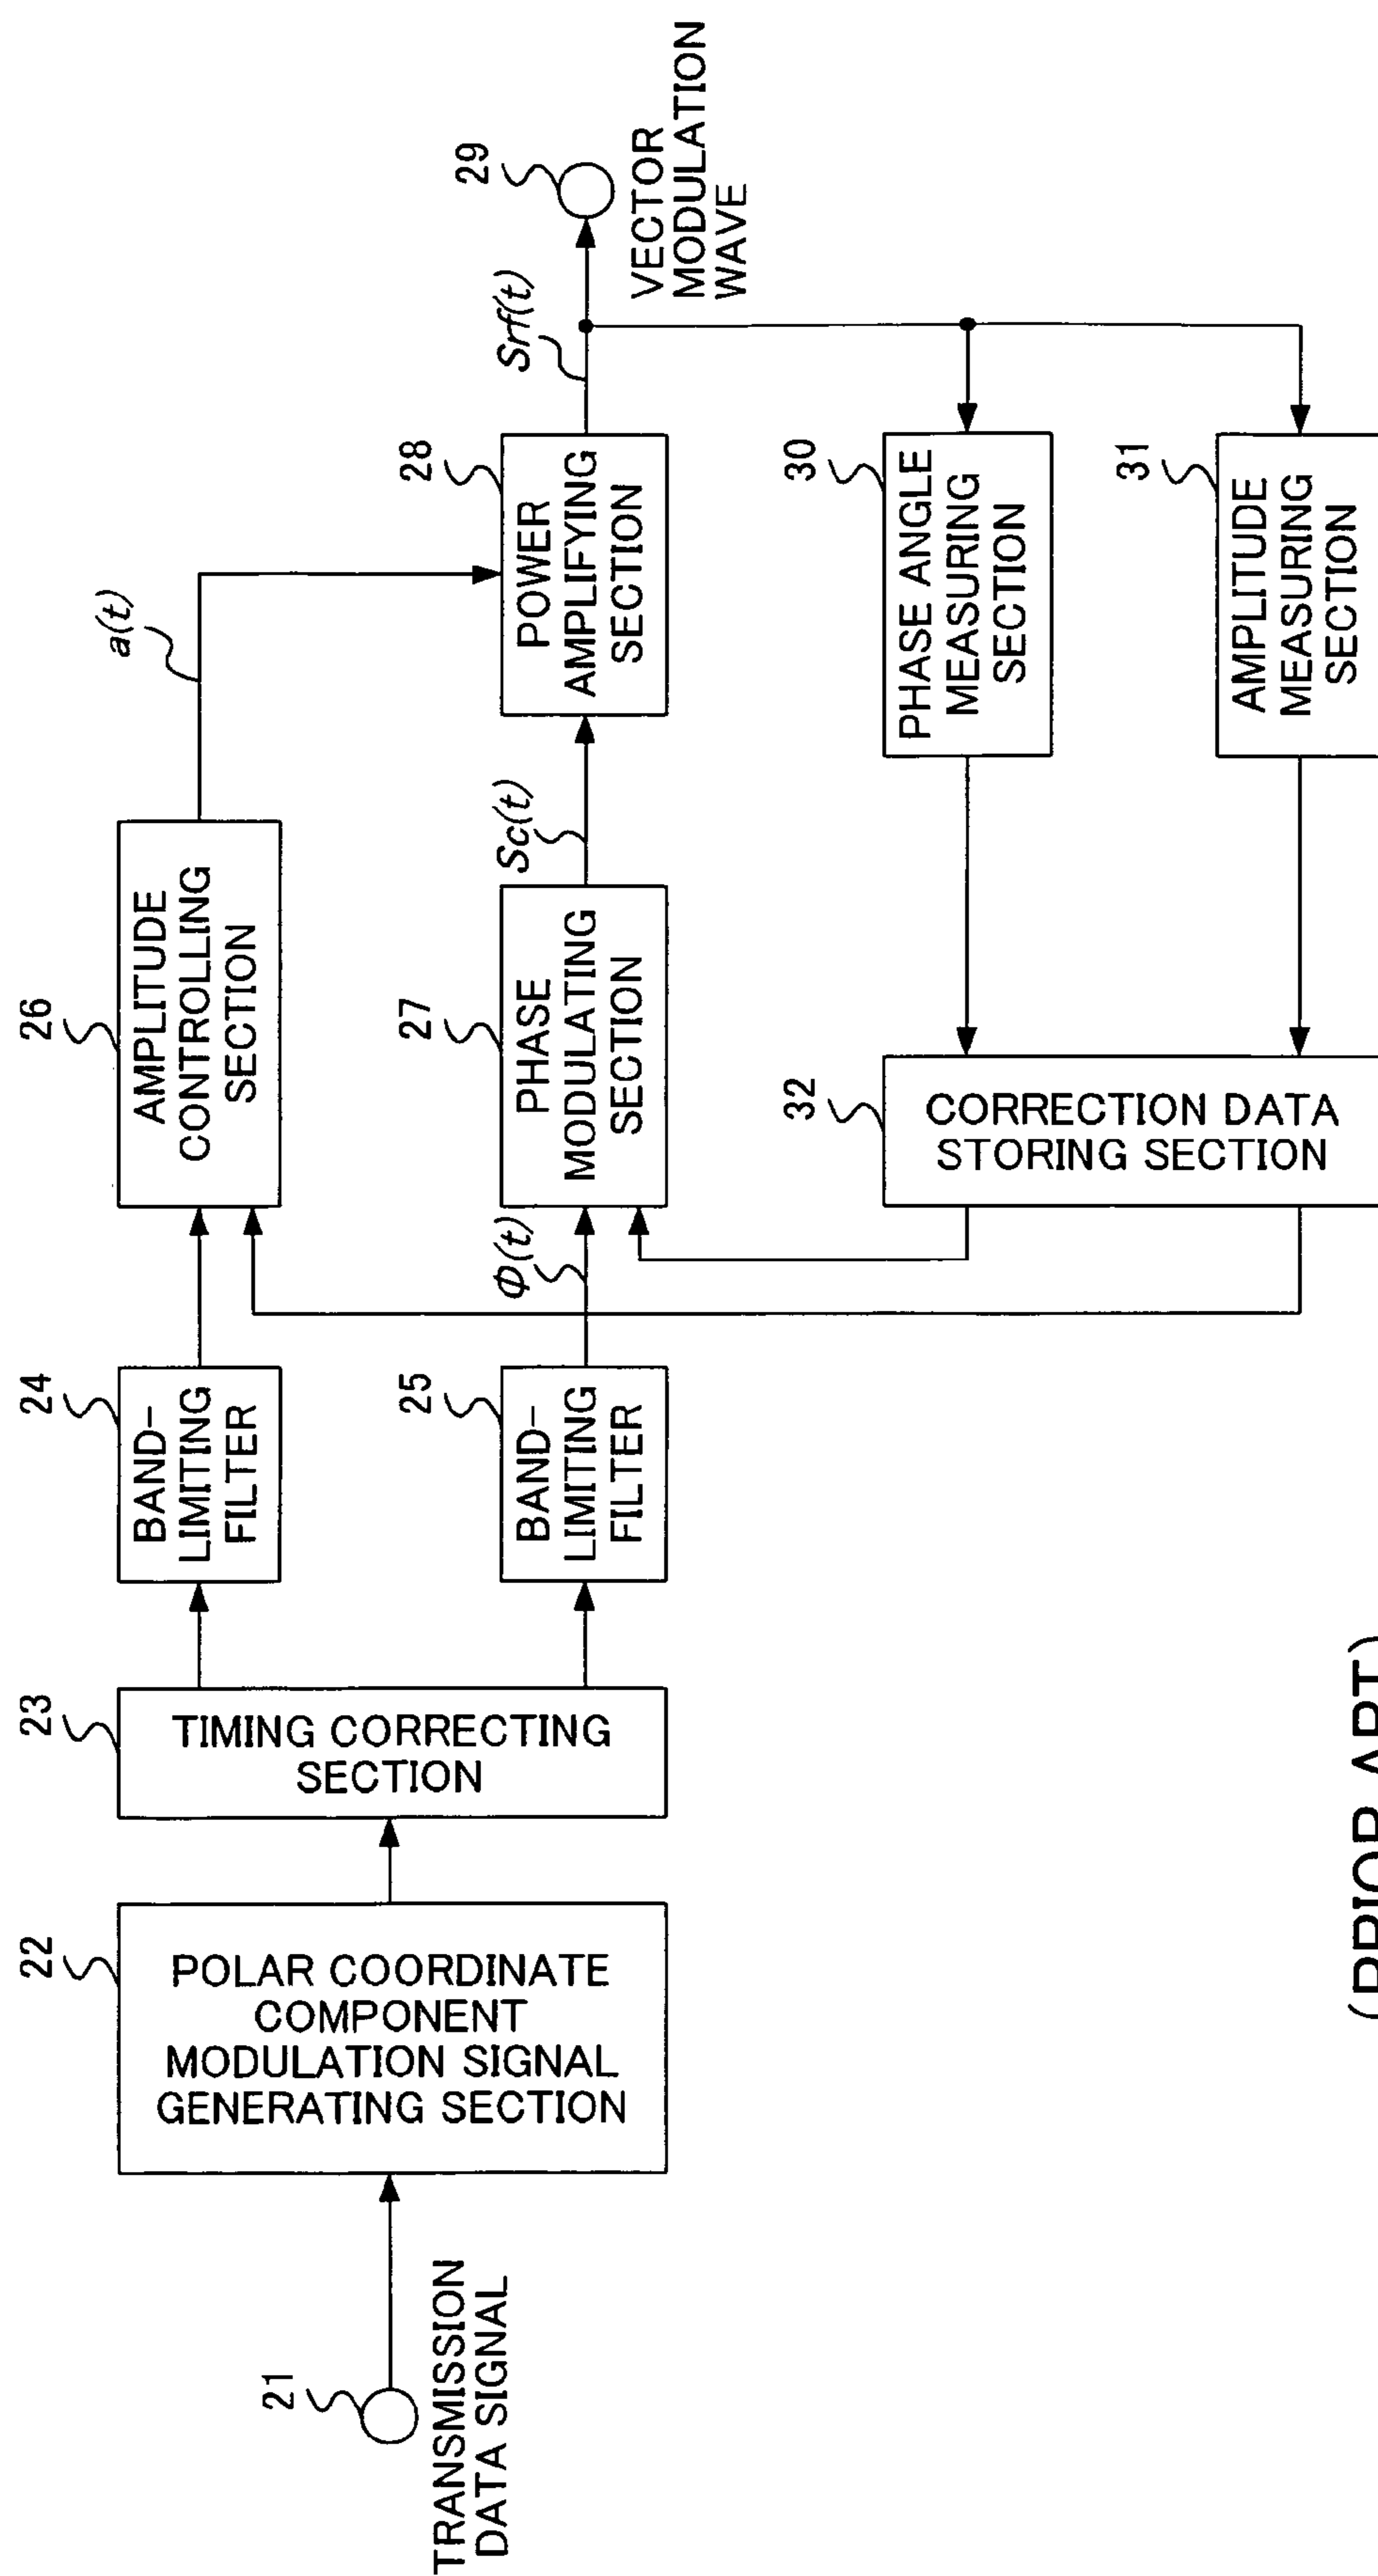 21
TRANSMISSION
DATA SIGNAL
22
POLAR COORDINATE
COMPONENT
MODULATION SIGNAL
GENERATING SECTION
23
TIMING CORRECTING
SECTION
24
BAND-
LIMITING
FILTER
25
BAND-
LIMITING
FILTER
Φ(t)
26
AMPLITUDE
CONTROLLING
SECTION
a(t)
27
PHASE
MODULATING
SECTION
Sc(t)
28
POWER
AMPLIFYING
SECTION
Srf(t)
29
VECTOR
MODULATION
WAVE
30
PHASE ANGLE
MEASURING
SECTION
31
AMPLITUDE
MEASURING
SECTION
32
CORRECTION DATA
STORING SECTION
(PRIOR ART)